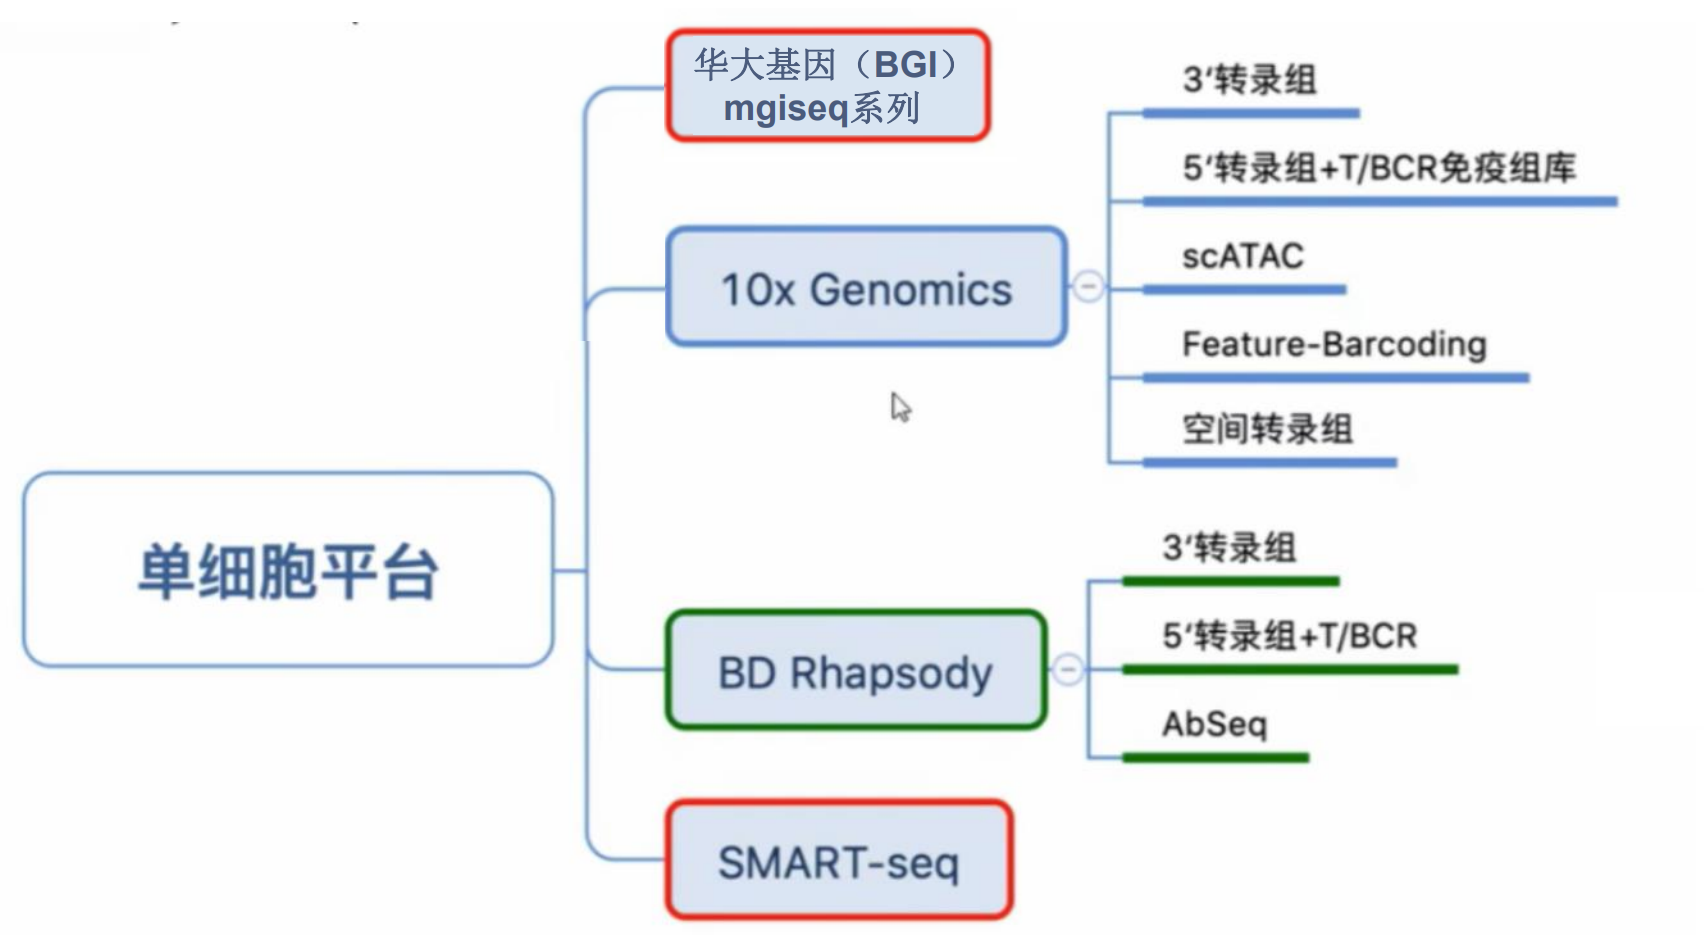 华大基因（BGI）
mgiseq系列
3‘转录组
5‘转录组+T/BCR免疫组库
10x Genomics
scATAC
Feature-Barcoding
空间转录组
单细胞平台
3‘转录组
BD Rhapsody
5‘转录组+T/BCR
AbSeq
SMART-seq